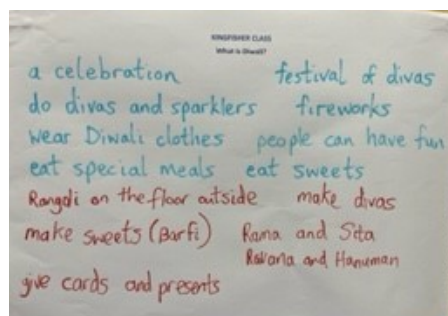 KINGFISHER CLASS
What is Diwali?
a celebration festival of divas
do divas and sparklers fireworks
wear Diwali clothes people can have fun
eat special meals eat sweets
Rangoli on the floor outside make divas
make sweets (Barfi) Rama and Sita
Ravana and Hanuman
give cards and presents